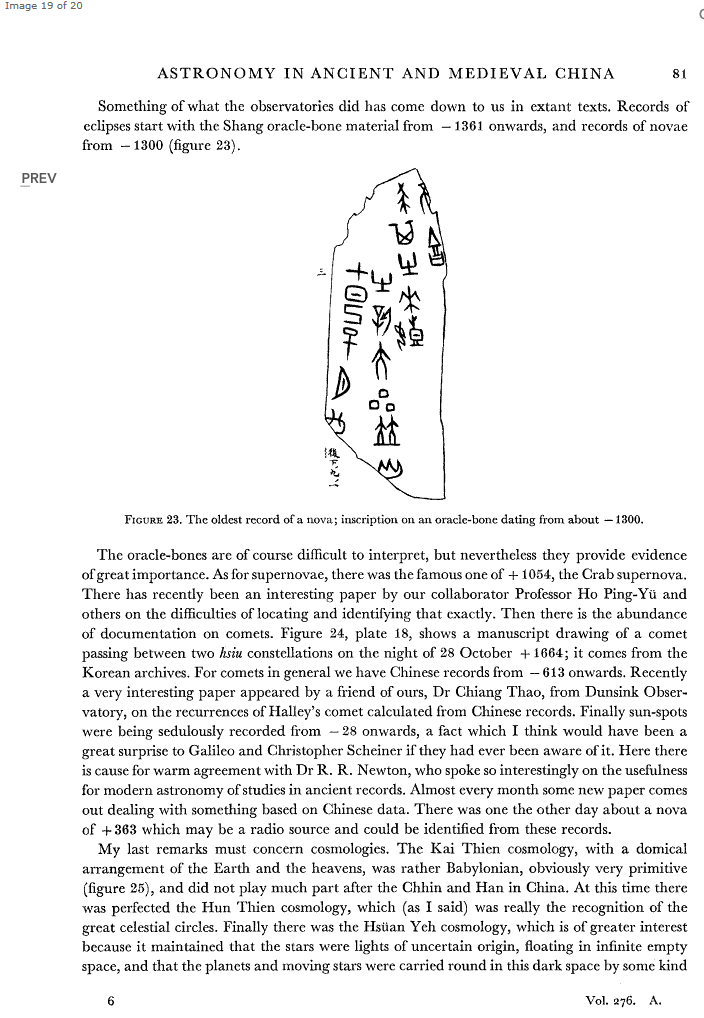 Image 19 of 20
ASTRONOMY IN ANCIENT AND MEDIEVAL CHINA 81
Something of what the observatories did has come down to us in extant texts. Records of
eclipses start with the Shang oracle-bone material from −1361 onwards, and records of novae
from −1300 (figure 23).
PREV
FIGURE 23. The oldest record of a nova; inscription on an oracle-bone dating from about −1300.
The oracle-bones are of course difficult to interpret, but nevertheless they provide evidence
of great importance. As for supernovae, there was the famous one of +1054, the Crab supernova.
There has recently been an interesting paper by our collaborator Professor Ho Ping-Yü and
others on the difficulties of locating and identifying that exactly. Then there is the abundance
of documentation on comets. Figure 24, plate 18, shows a manuscript drawing of a comet
passing between two hsiu constellations on the night of 28 October +1664; it comes from the
Korean archives. For comets in general we have Chinese records from −613 onwards. Recently
a very interesting paper appeared by a friend of ours, Dr Chiang Thao, from Dunsink Obser-
vatory, on the recurrences of Halley's comet calculated from Chinese records. Finally sun-spots
were being sedulously recorded from −28 onwards, a fact which I think would have been a
great surprise to Galileo and Christopher Scheiner if they had ever been aware of it. Here there
is cause for warm agreement with Dr R. R. Newton, who spoke so interestingly on the usefulness
for modern astronomy of studies in ancient records. Almost every month some new paper comes
out dealing with something based on Chinese data. There was one the other day about a nova
of +363 which may be a radio source and could be identified from these records.
My last remarks must concern cosmologies. The Kai Thien cosmology, with a domical
arrangement of the Earth and the heavens, was rather Babylonian, obviously very primitive
(figure 25), and did not play much part after the Chhin and Han in China. At this time there
was perfected the Hun Thien cosmology, which (as I said) was really the recognition of the
great celestial circles. Finally there was the Hsüan Yeh cosmology, which is of greater interest
because it maintained that the stars were lights of uncertain origin, floating in infinite empty
space, and that the planets and moving stars were carried round in this dark space by some kind
6 Vol. 276. A.